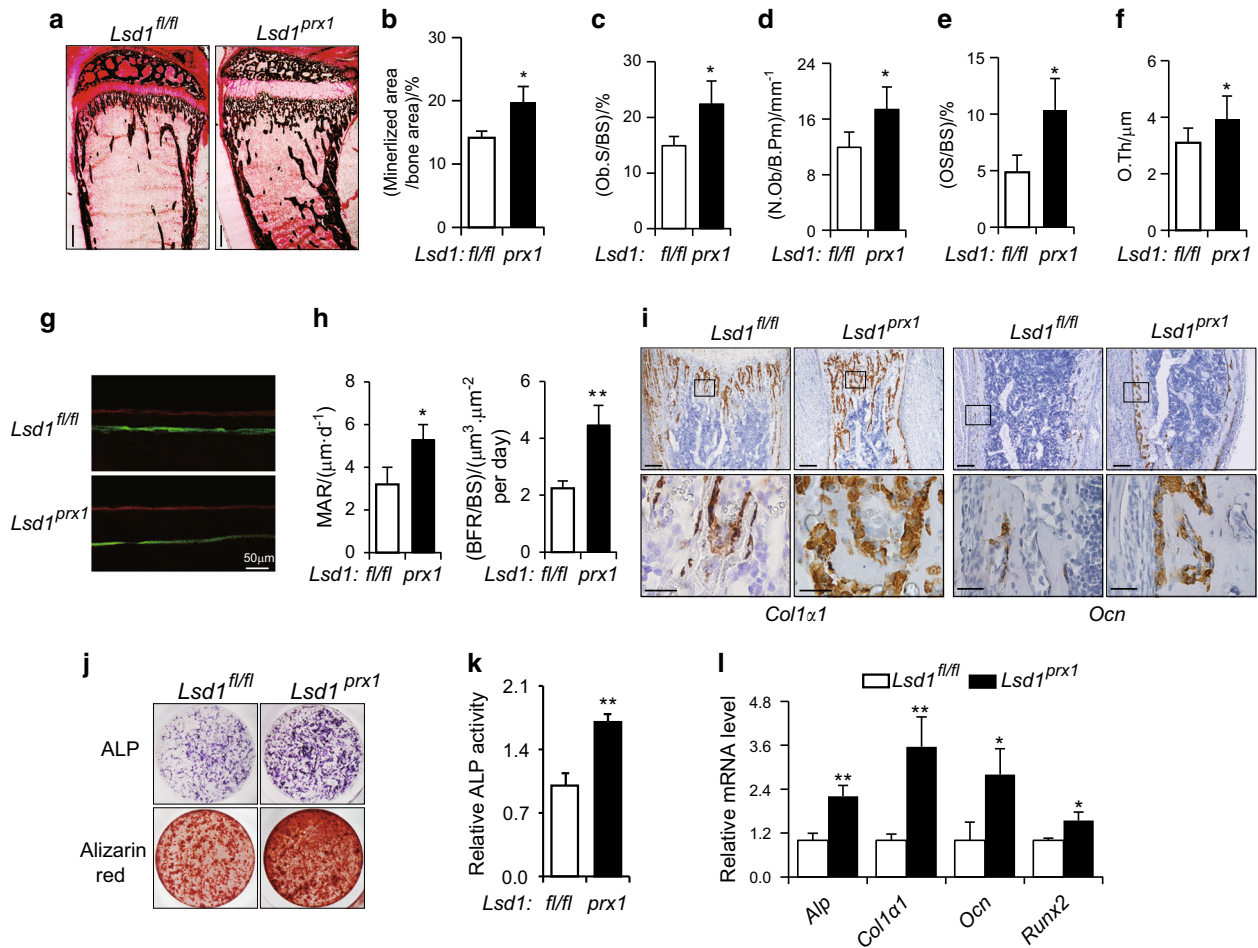 a
Lsd1fl/fl
Lsd1prx1
b
(Minerlized area
/bone area)/%
30
20
10
0
*
Lsd1: fl/fl prx1
c
(Ob.S/BS)/%
30
20
10
0
*
Lsd1: fl/fl prx1
d
(N.Ob/B.Pm)/mm-1
24
18
12
6
0
*
Lsd1: fl/fl prx1
e
(OS/BS)/%
15
10
5
0
*
Lsd1: fl/fl prx1
f
O.Th/μm
6
4
2
0
*
Lsd1: fl/fl prx1
g
Lsd1fl/fl
Lsd1prx1
50μm
h
MAR/(μm·d-1)
8
6
4
2
0
*
Lsd1: fl/fl prx1
(BFR/BS)/(μm3.μm-2
per day)
6
4
2
0
**
Lsd1: fl/fl prx1
i
Lsd1fl/fl
Lsd1prx1
Lsd1fl/fl
Lsd1prx1
Col1α1
Ocn
j
Lsd1fl/fl
Lsd1prx1
ALP
Alizarin
red
k
Relative ALP activity
2.1
1.4
0.7
0.0
**
Lsd1: fl/fl prx1
l
Lsd1fl/fl
Lsd1prx1
Relative mRNA level
4.8
3.6
2.4
1.2
0.0
**
**
*
*
Alp
Col1α1
Ocn
Runx2